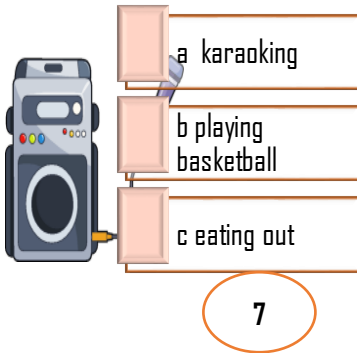 a karaoking
b playing
basketball
c eating out
7